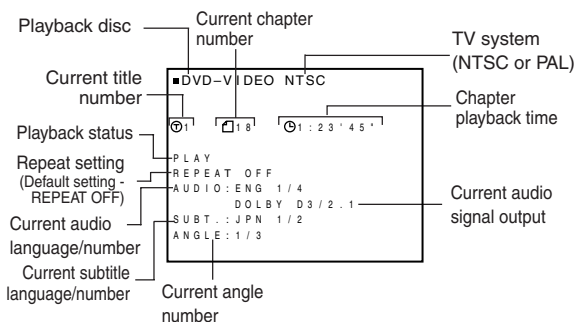 Playback disc
Current chapter
number
TV system
(NTSC or PAL)
Current title
number
■DVD–VIDEO NTSC
Chapter
playback time
T 1 18 1:23'45"
Playback status
PLAY
Repeat setting
(Default setting -
REPEAT OFF)
REPEAT OFF
AUDIO:ENG 1/4
DOLBY D3/2.1
Current audio
signal output
Current audio
language/number
SUBT.:JPN 1/2
ANGLE:1/3
Current subtitle
language/number
Current angle
number